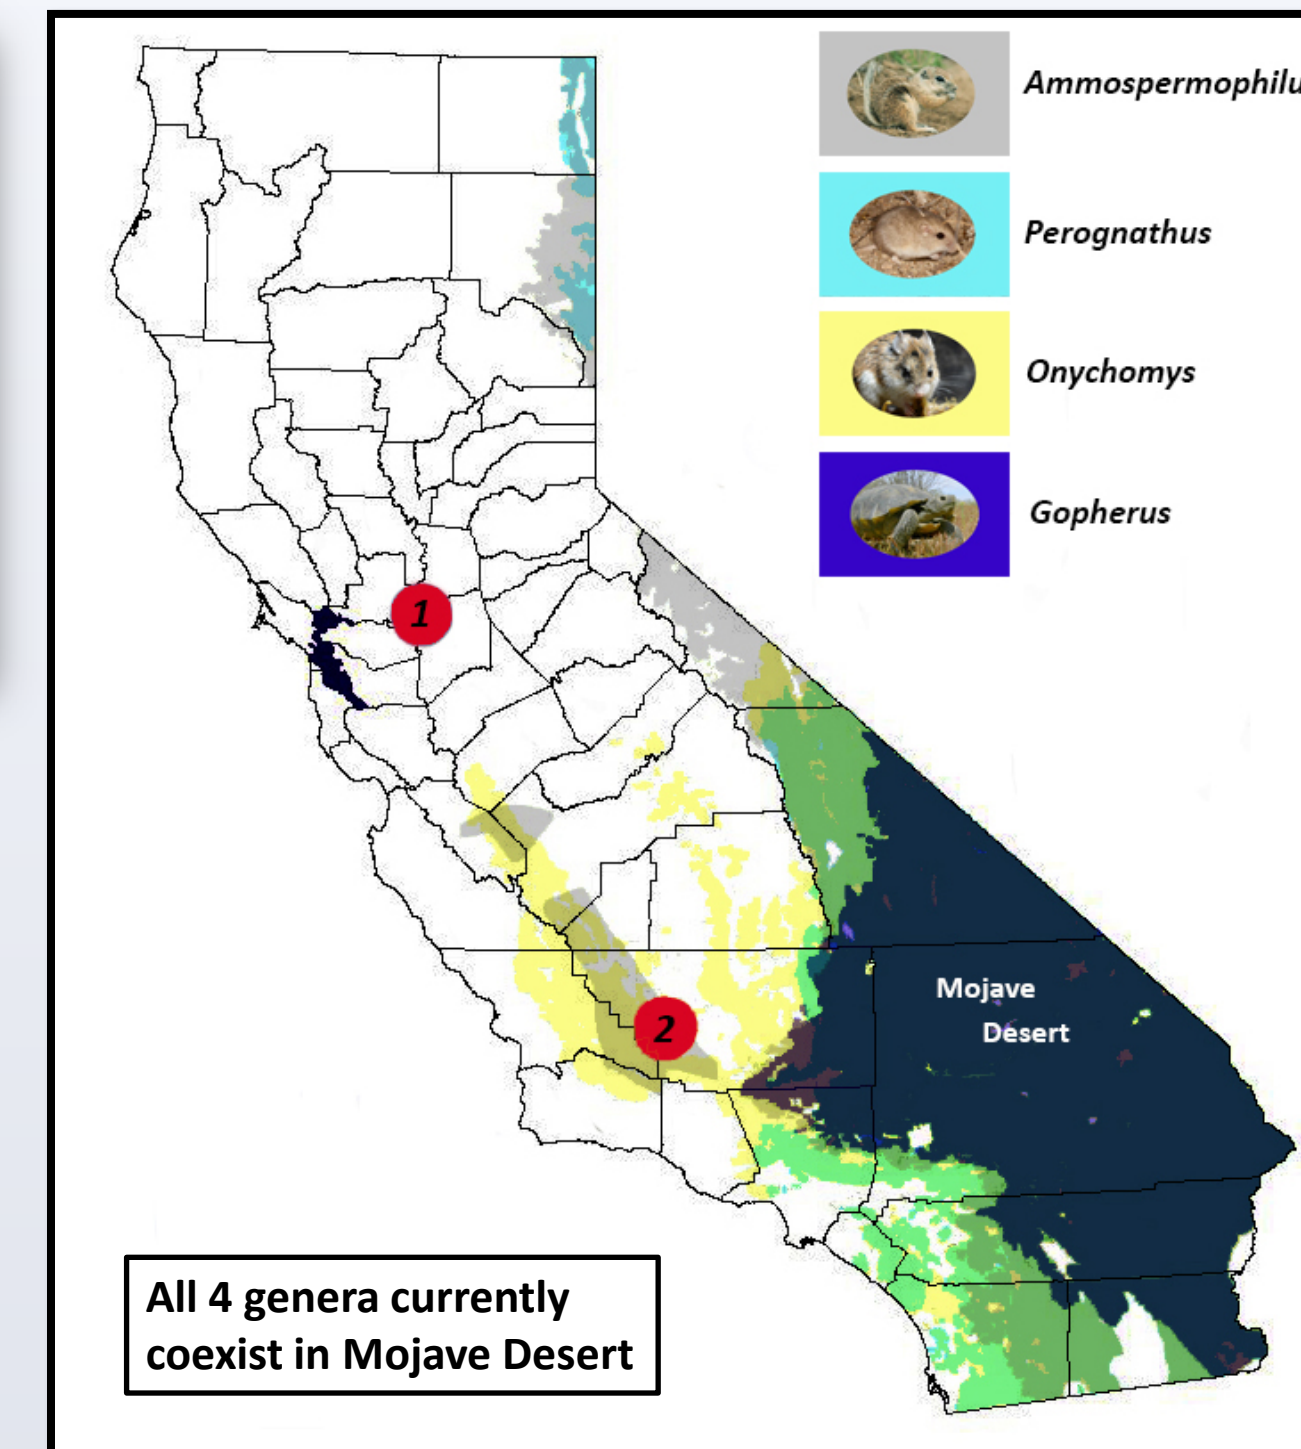 Ammospermophilu
Perognathus
Onychomys
Gopherus
1
Mojave
Desert
2
All 4 genera currently
coexist in Mojave Desert